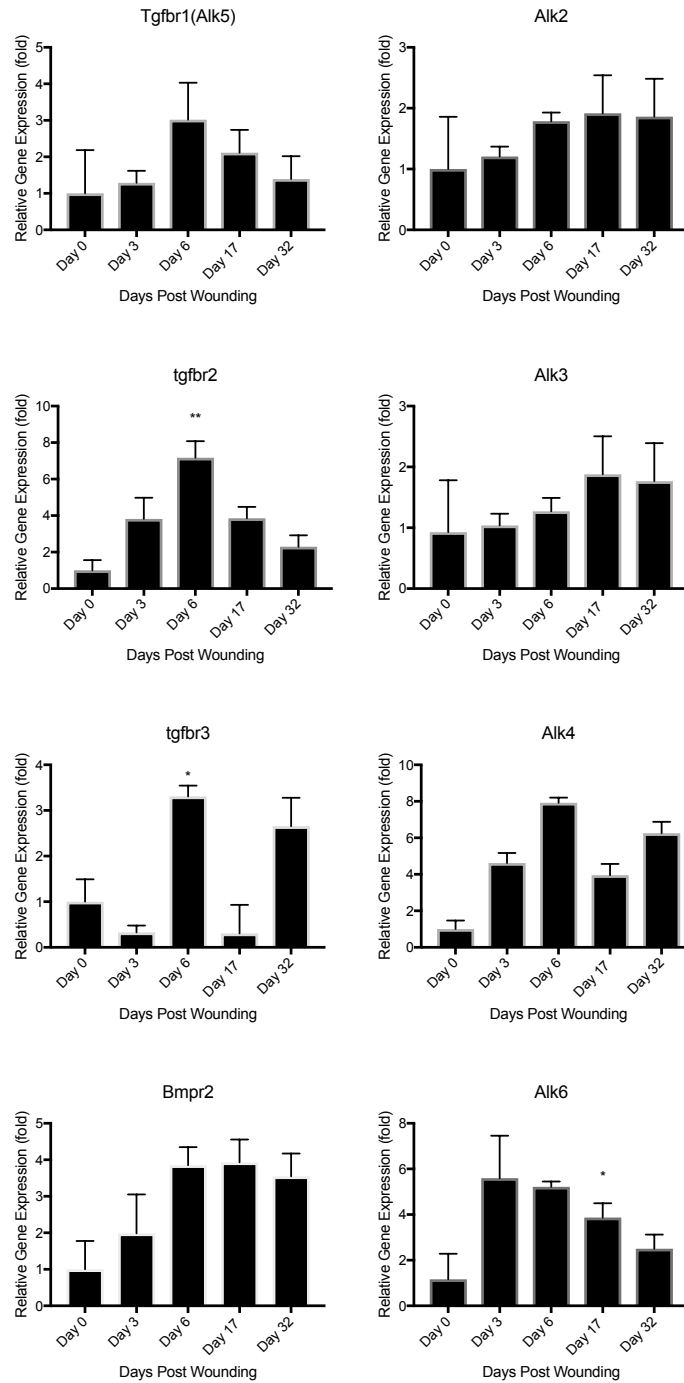 Tgfbr1(Alk5)
Relative Gene Expression (fold)
5
4
3
2
1
0
Day 0
Day 3
Day 6
Day 17
Day 32
Days Post Wounding
Alk2
Relative Gene Expression (fold)
3
2
1
0
Day 0
Day 3
Day 6
Day 17
Day 32
Days Post Wounding
tgfbr2
Relative Gene Expression (fold)
10
8
6
4
2
0
**
Day 0
Day 3
Day 6
Day 17
Day 32
Days Post Wounding
Alk3
Relative Gene Expression (fold)
3
2
1
0
Day 0
Day 3
Day 6
Day 17
Day 32
Days Post Wounding
tgfbr3
Relative Gene Expression (fold)
4
3
2
1
0
*
Day 0
Day 3
Day 6
Day 17
Day 32
Days Post Wounding
Alk4
Relative Gene Expression (fold)
10
8
6
4
2
0
Day 0
Day 3
Day 6
Day 17
Day 32
Days Post Wounding
Bmpr2
Relative Gene Expression (fold)
5
4
3
2
1
0
Day 0
Day 3
Day 6
Day 17
Day 32
Days Post Wounding
Alk6
Relative Gene Expression (fold)
8
6
4
2
0
*
Day 0
Day 3
Day 6
Day 17
Day 32
Days Post Wounding